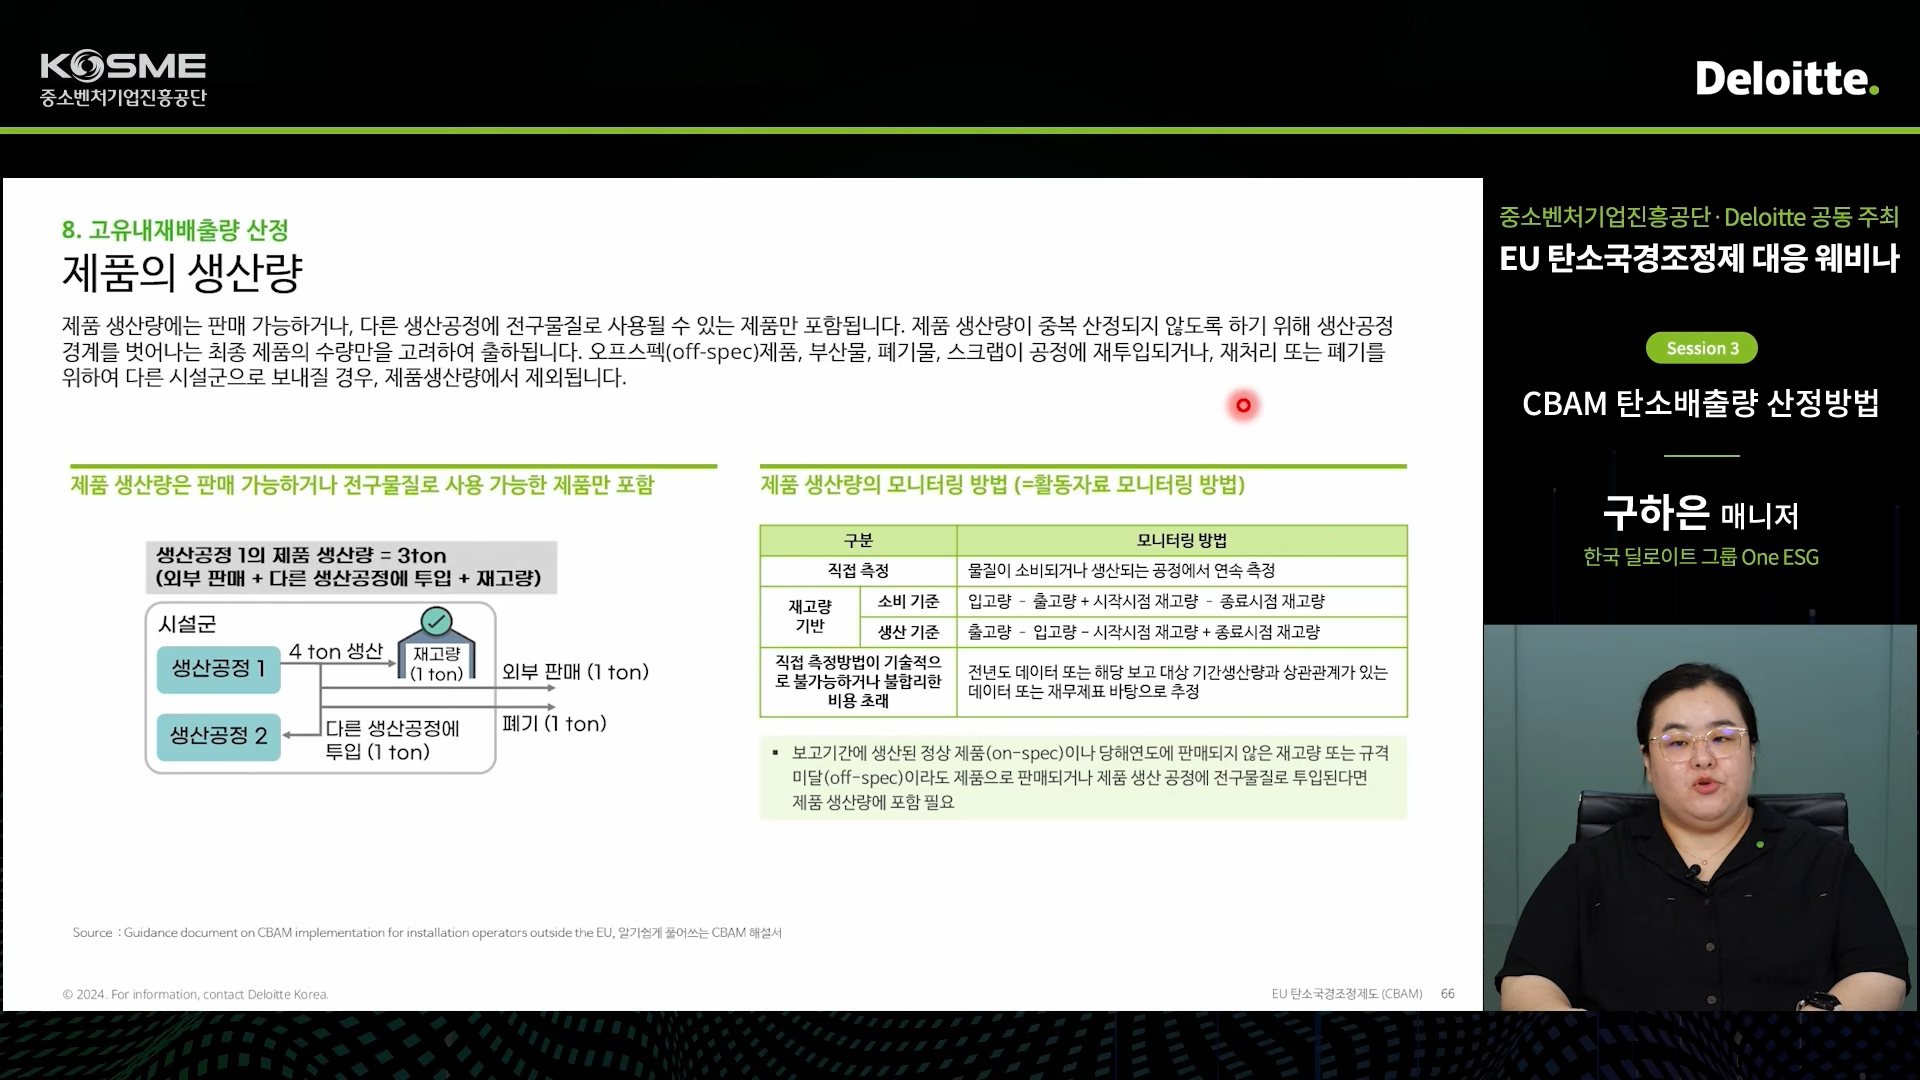 KOSME
중소벤처기업진흥공단
Deloitte.
8. 고유내재배출량 산정
제품의 생산량
제품 생산량에는 판매 가능하거나, 다른 생산공정에 전구물질로 사용될 수 있는 제품만 포함됩니다. 제품 생산량이 중복 산정되지 않도록 하기 위해 생산공정
경계를 벗어나는 최종 제품의 수량만을 고려하여 출하됩니다. 오프스펙(off-spec)제품, 부산물, 폐기물, 스크랩이 공정에 재투입되거나, 재처리 또는 폐기를
위하여 다른 시설군으로 보내질 경우, 제품생산량에서 제외됩니다.
제품 생산량은 판매 가능하거나 전구물질로 사용 가능한 제품만 포함
생산공정 1의 제품 생산량 = 3ton
(외부 판매 + 다른 생산공정에 투입 + 재고량)
시설군
생산공정 1
4 ton 생산
재고량
(1 ton)
외부 판매 (1 ton)
폐기 (1 ton)
생산공정 2
다른 생산공정에
투입 (1 ton)
제품 생산량의 모니터링 방법 (=활동자료 모니터링 방법)
구분 모니터링 방법
직접 측정 물질이 소비되거나 생산되는 공정에서 연속 측정
재고량
기반
소비 기준 입고량 - 출고량 + 시작시점 재고량 - 종료시점 재고량
생산 기준 출고량 - 입고량 – 시작시점 재고량 + 종료시점 재고량
직접 측정방법이 기술적으
로 불가능하거나 불합리한
비용 초래
전년도 데이터 또는 해당 보고 대상 기간생산량과 상관관계가 있는
데이터 또는 재무제표 바탕으로 추정
▪ 보고기간에 생산된 정상 제품(on-spec)이나 당해연도에 판매되지 않은 재고량 또는 규격
미달(off-spec)이라도 제품으로 판매되거나 제품 생산 공정에 전구물질로 투입된다면
제품 생산량에 포함 필요
Source : Guidance document on CBAM implementation for installation operators outside the EU, 알기쉽게 풀어쓰는 CBAM 해설서
© 2024. For information, contact Deloitte Korea.
EU 탄소국경조정제도 (CBAM) 66
중소벤처기업진흥공단 · Deloitte 공동 주최
EU 탄소국경조정제 대응 웨비나
Session 3
CBAM 탄소배출량 산정방법
구하은 매니저
한국 딜로이트 그룹 One ESG